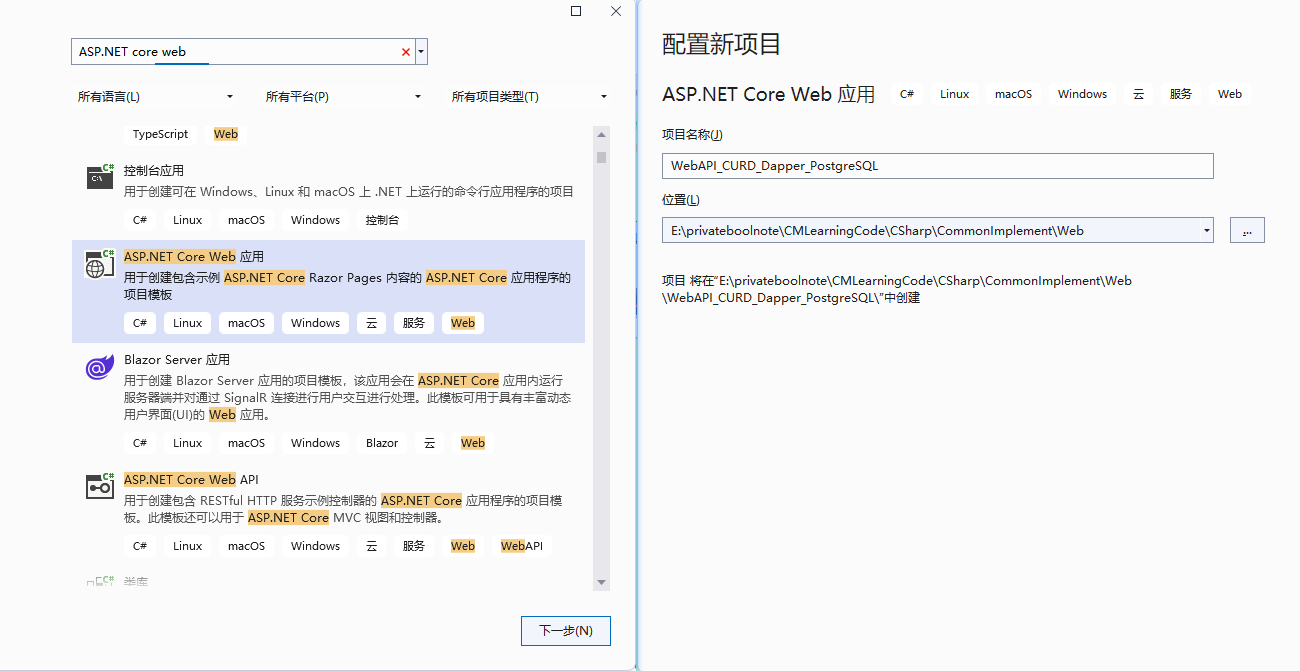 ASP.NET core web
所有语言(L)
所有平台(P)
所有项目类型(T)
TypeScript Web
控制台应用
用于创建可在 Windows、Linux 和 macOS 上 .NET 上运行的命令行应用程序的项目
C# Linux macOS Windows 控制台
ASP.NET Core Web 应用
用于创建包含示例 ASP.NET Core Razor Pages 内容的 ASP.NET Core 应用程序的
项目模板
C# Linux macOS Windows 云 服务 Web
Blazor Server 应用
用于创建 Blazor Server 应用的项目模板，该应用会在 ASP.NET Core 应用内运行
服务器端并对通过 SignalR 连接进行用户交互进行处理。此模板可用于具有丰富动态
用户界面(UI)的 Web 应用。
C# Linux macOS Windows Blazor 云 Web
ASP.NET Core Web API
用于创建包含 RESTful HTTP 服务示例控制器的 ASP.NET Core 应用程序的项目模
板。此模板还可以用于 ASP.NET Core MVC 视图和控制器。
C# Linux macOS Windows 云 服务 Web WebAPI
类库
下一步(N)
配置新项目
ASP.NET Core Web 应用 C# Linux macOS Windows 云 服务 Web
项目名称(J)
WebAPI_CURD_Dapper_PostgreSQL
位置(L)
E:\privateboolnote\CMLearningCode\CSharp\CommonImplement\Web
...
项目 将在“E:\privateboolnote\CMLearningCode\CSharp\CommonImplement\Web
\WebAPI_CURD_Dapper_PostgreSQL\”中创建